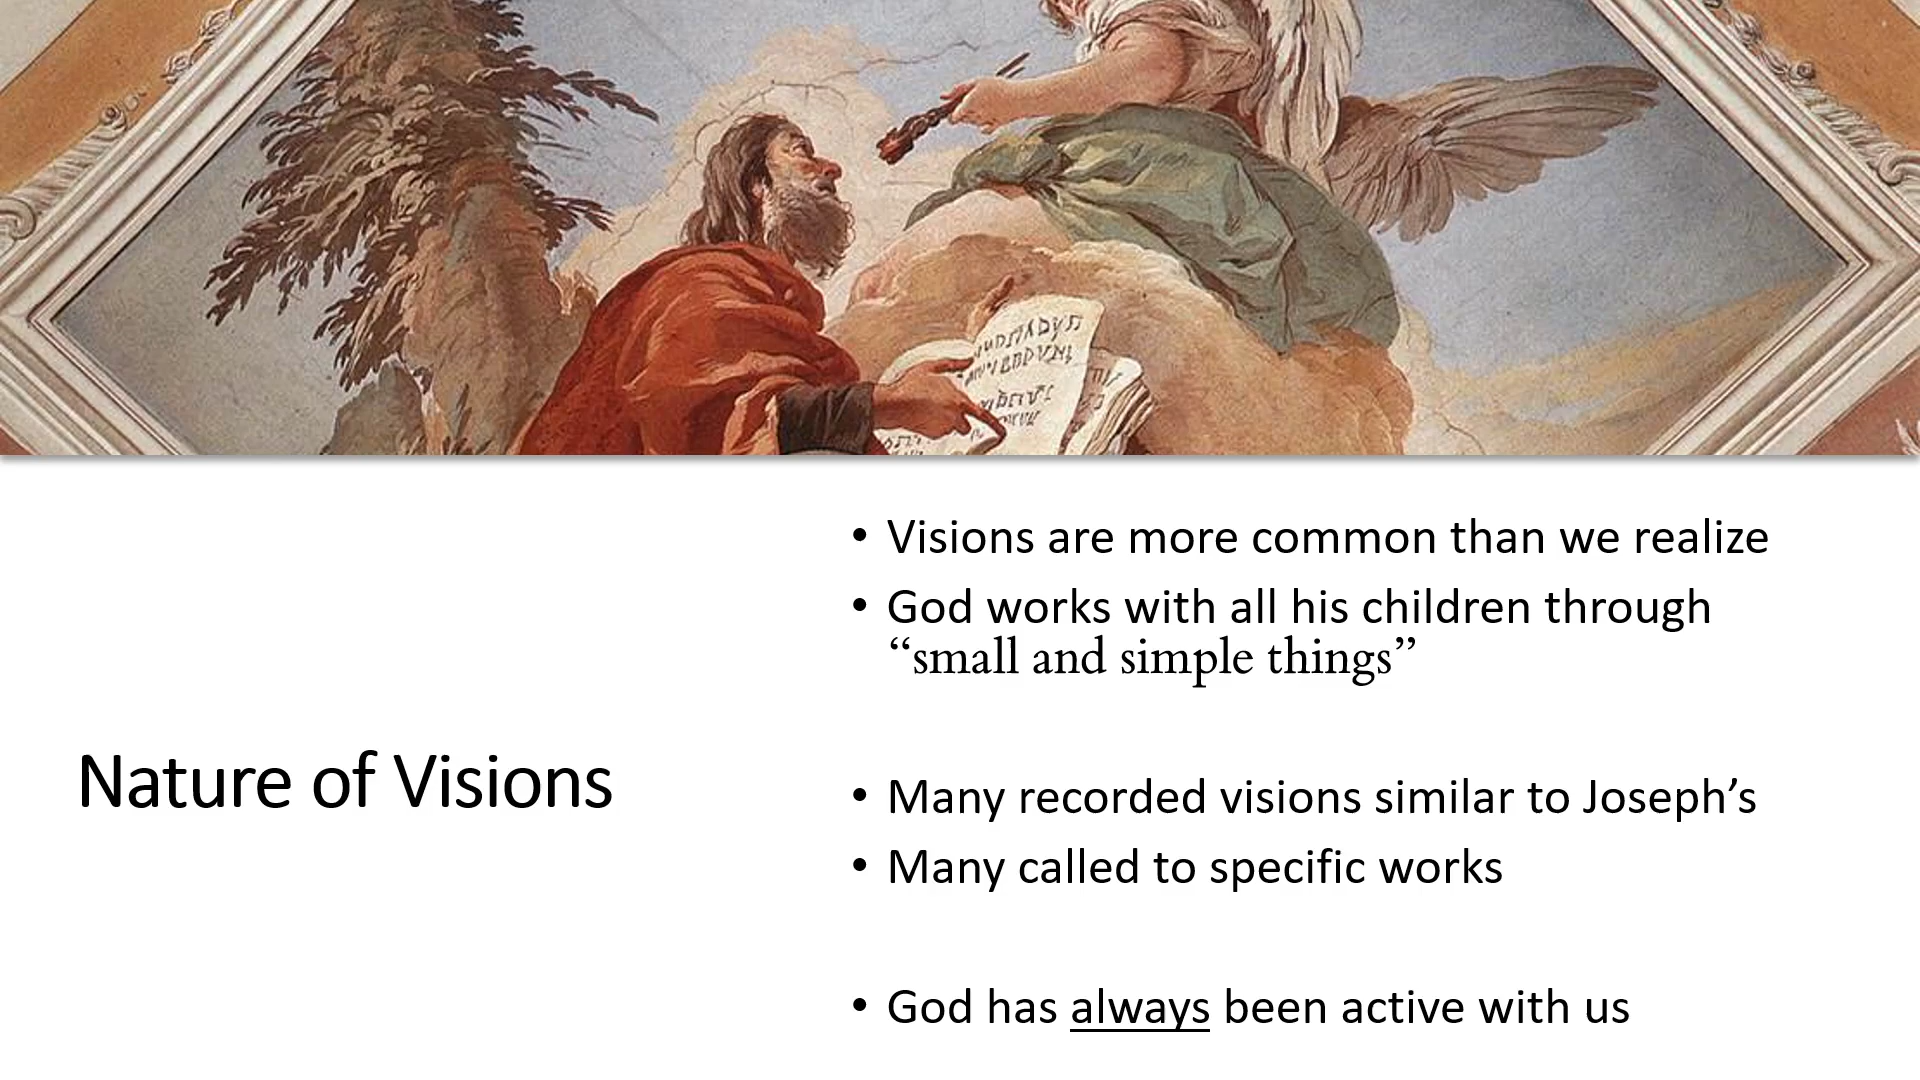 Nature of Visions
• Visions are more common than we realize
• God works with all his children through
“small and simple things”
• Many recorded visions similar to Joseph’s
• Many called to specific works
• God has always been active with us